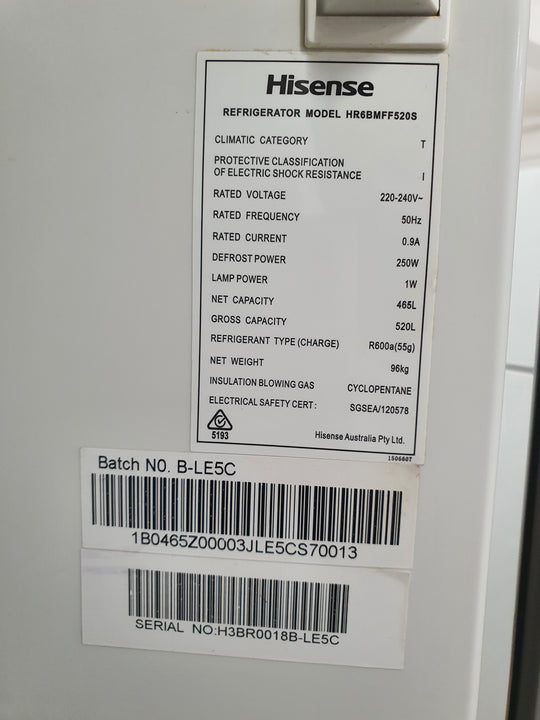 Hisense
REFRIGERATOR MODEL HR6BMFF520S
CLIMATIC CATEGORY T
PROTECTIVE CLASSIFICATION
OF ELECTRIC SHOCK RESISTANCE I
RATED VOLTAGE 220-240V~
RATED FREQUENCY 50Hz
RATED CURRENT 0.9A
DEFROST POWER 250W
LAMP POWER 1W
NET CAPACITY 465L
GROSS CAPACITY 520L
REFRIGERANT TYPE (CHARGE) R600a(55g)
NET WEIGHT 96kg
INSULATION BLOWING GAS CYCLOPENTANE
ELECTRICAL SAFETY CERT: SGSEA/120578
5193 Hisense Australia Pty Ltd.
1506607
Batch NO. B-LE5C
1B0465Z00003JLE5CS70013
SERIAL NO:H3BR0018B-LE5C